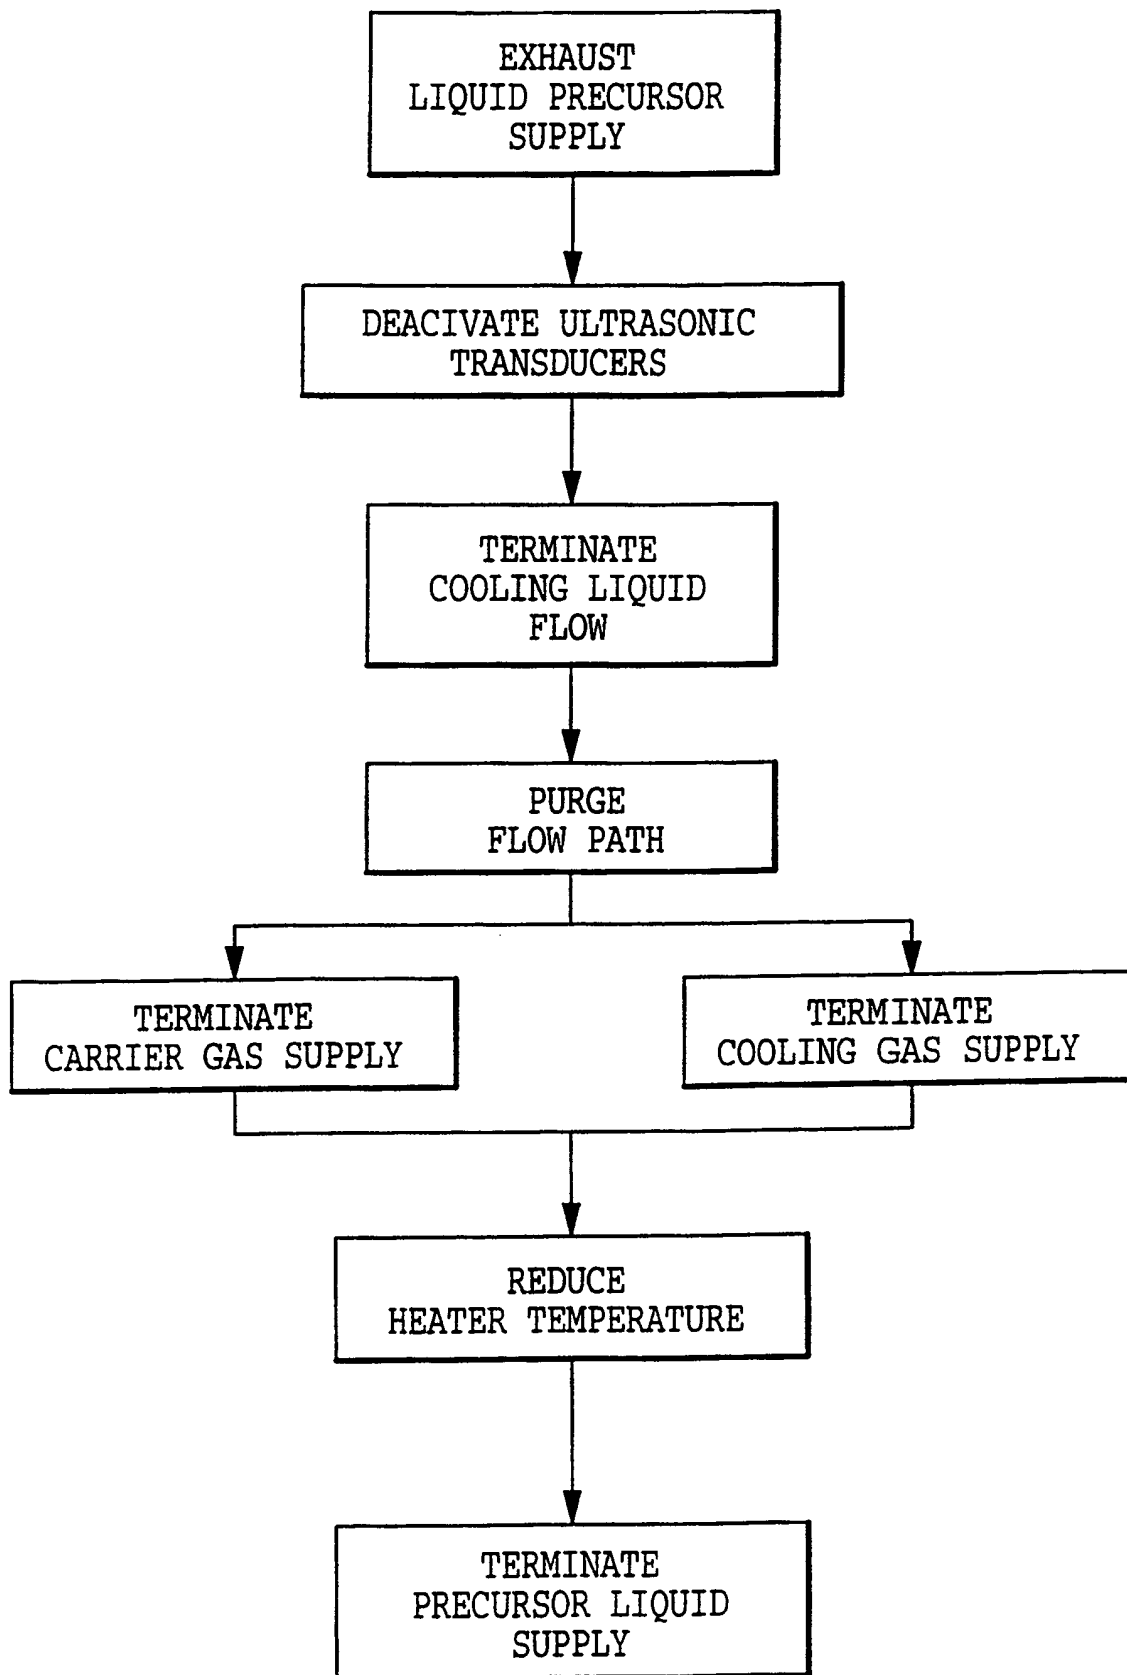 EXHAUST
LIQUID PRECURSOR
SUPPLY
DEACIVATE ULTRASONIC
TRANSDUCERS
TERMINATE
COOLING LIQUID
FLOW
PURGE
FLOW PATH
TERMINATE
CARRIER GAS SUPPLY
TERMINATE
COOLING GAS SUPPLY
REDUCE
HEATER TEMPERATURE
TERMINATE
PRECURSOR LIQUID
SUPPLY